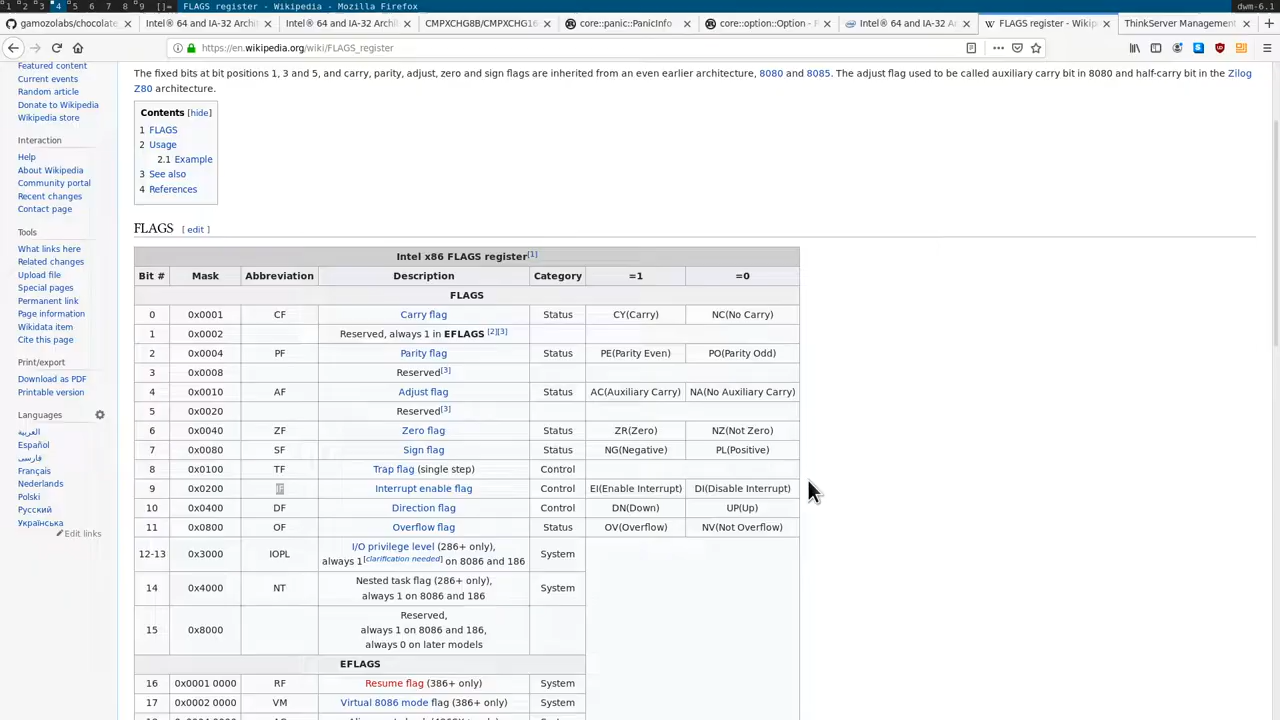 1 2 3 4 5 6 7 8 9 []= FLAGS register - Wikipedia - Mozilla Firefox dwm-6.1
gamozolabs/chocolate
Intel® 64 and IA-32 Archi
Intel® 64 and IA-32 Archi
CMPXCHG8B/CMPXCHG16
core::panic::PanicInfo
core::option::Option - R
Intel® 64 and IA-32 Ar
FLAGS register - Wikip
ThinkServer Management
https://en.wikipedia.org/wiki/FLAGS_register
Featured content
Current events
Random article
Donate to Wikipedia
Wikipedia store
Interaction
Help
About Wikipedia
Community portal
Recent changes
Contact page
Tools
What links here
Related changes
Upload file
Special pages
Permanent link
Page information
Wikidata item
Cite this page
Print/export
Download as PDF
Printable version
Languages
العربية
Español
فارسی
Français
Nederlands
Polski
Русский
Українська
Edit links
The fixed bits at bit positions 1, 3 and 5, and carry, parity, adjust, zero and sign flags are inherited from an even earlier architecture, 8080 and 8085. The adjust flag used to be called auxiliary carry bit in 8080 and half-carry bit in the Zilog
Z80 architecture.
Contents [hide]
1 FLAGS
2 Usage
2.1 Example
3 See also
4 References
FLAGS [ edit ]
Intel x86 FLAGS register[1]
Bit # Mask Abbreviation Description Category =1 =0
FLAGS
0 0x0001 CF Carry flag Status CY(Carry) NC(No Carry)
1 0x0002 Reserved, always 1 in EFLAGS [2][3]
2 0x0004 PF Parity flag Status PE(Parity Even) PO(Parity Odd)
3 0x0008 Reserved[3]
4 0x0010 AF Adjust flag Status AC(Auxiliary Carry) NA(No Auxiliary Carry)
5 0x0020 Reserved[3]
6 0x0040 ZF Zero flag Status ZR(Zero) NZ(Not Zero)
7 0x0080 SF Sign flag Status NG(Negative) PL(Positive)
8 0x0100 TF Trap flag (single step) Control
9 0x0200 IF Interrupt enable flag Control EI(Enable Interrupt) DI(Disable Interrupt)
10 0x0400 DF Direction flag Control DN(Down) UP(Up)
11 0x0800 OF Overflow flag Status OV(Overflow) NV(Not Overflow)
12-13 0x3000 IOPL I/O privilege level (286+ only),
always 1[clarification needed] on 8086 and 186 System
14 0x4000 NT Nested task flag (286+ only),
always 1 on 8086 and 186 System
15 0x8000 Reserved,
always 1 on 8086 and 186,
always 0 on later models
EFLAGS
16 0x0001 0000 RF Resume flag (386+ only) System
17 0x0002 0000 VM Virtual 8086 mode flag (386+ only) System